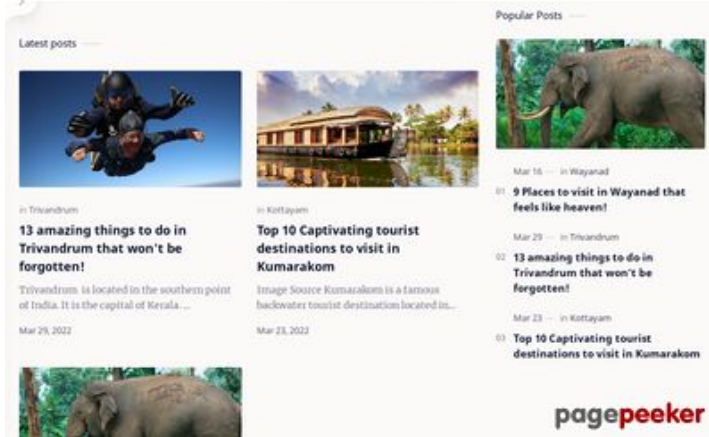 Latest posts
in Trivandrum
13 amazing things to do in
Trivandrum that won't be
forgotten!
Trivandrum is located in the southern point
of India. It is the capital of Kerala. ...
Mar 29, 2022
in Kottayam
Top 10 Captivating tourist
destinations to visit in
Kumarakom
Image Source Kumarakom is a famous
backwater tourist destination located in...
Mar 23, 2022
Popular Posts
Mar 16 — in Wayanad
01 9 Places to visit in Wayanad that
feels like heaven!
Mar 29 — in Trivandrum
02 13 amazing things to do in
Trivandrum that won't be
forgotten!
Mar 23 — in Kottayam
03 Top 10 Captivating tourist
destinations to visit in Kumarakom
pagepeeker